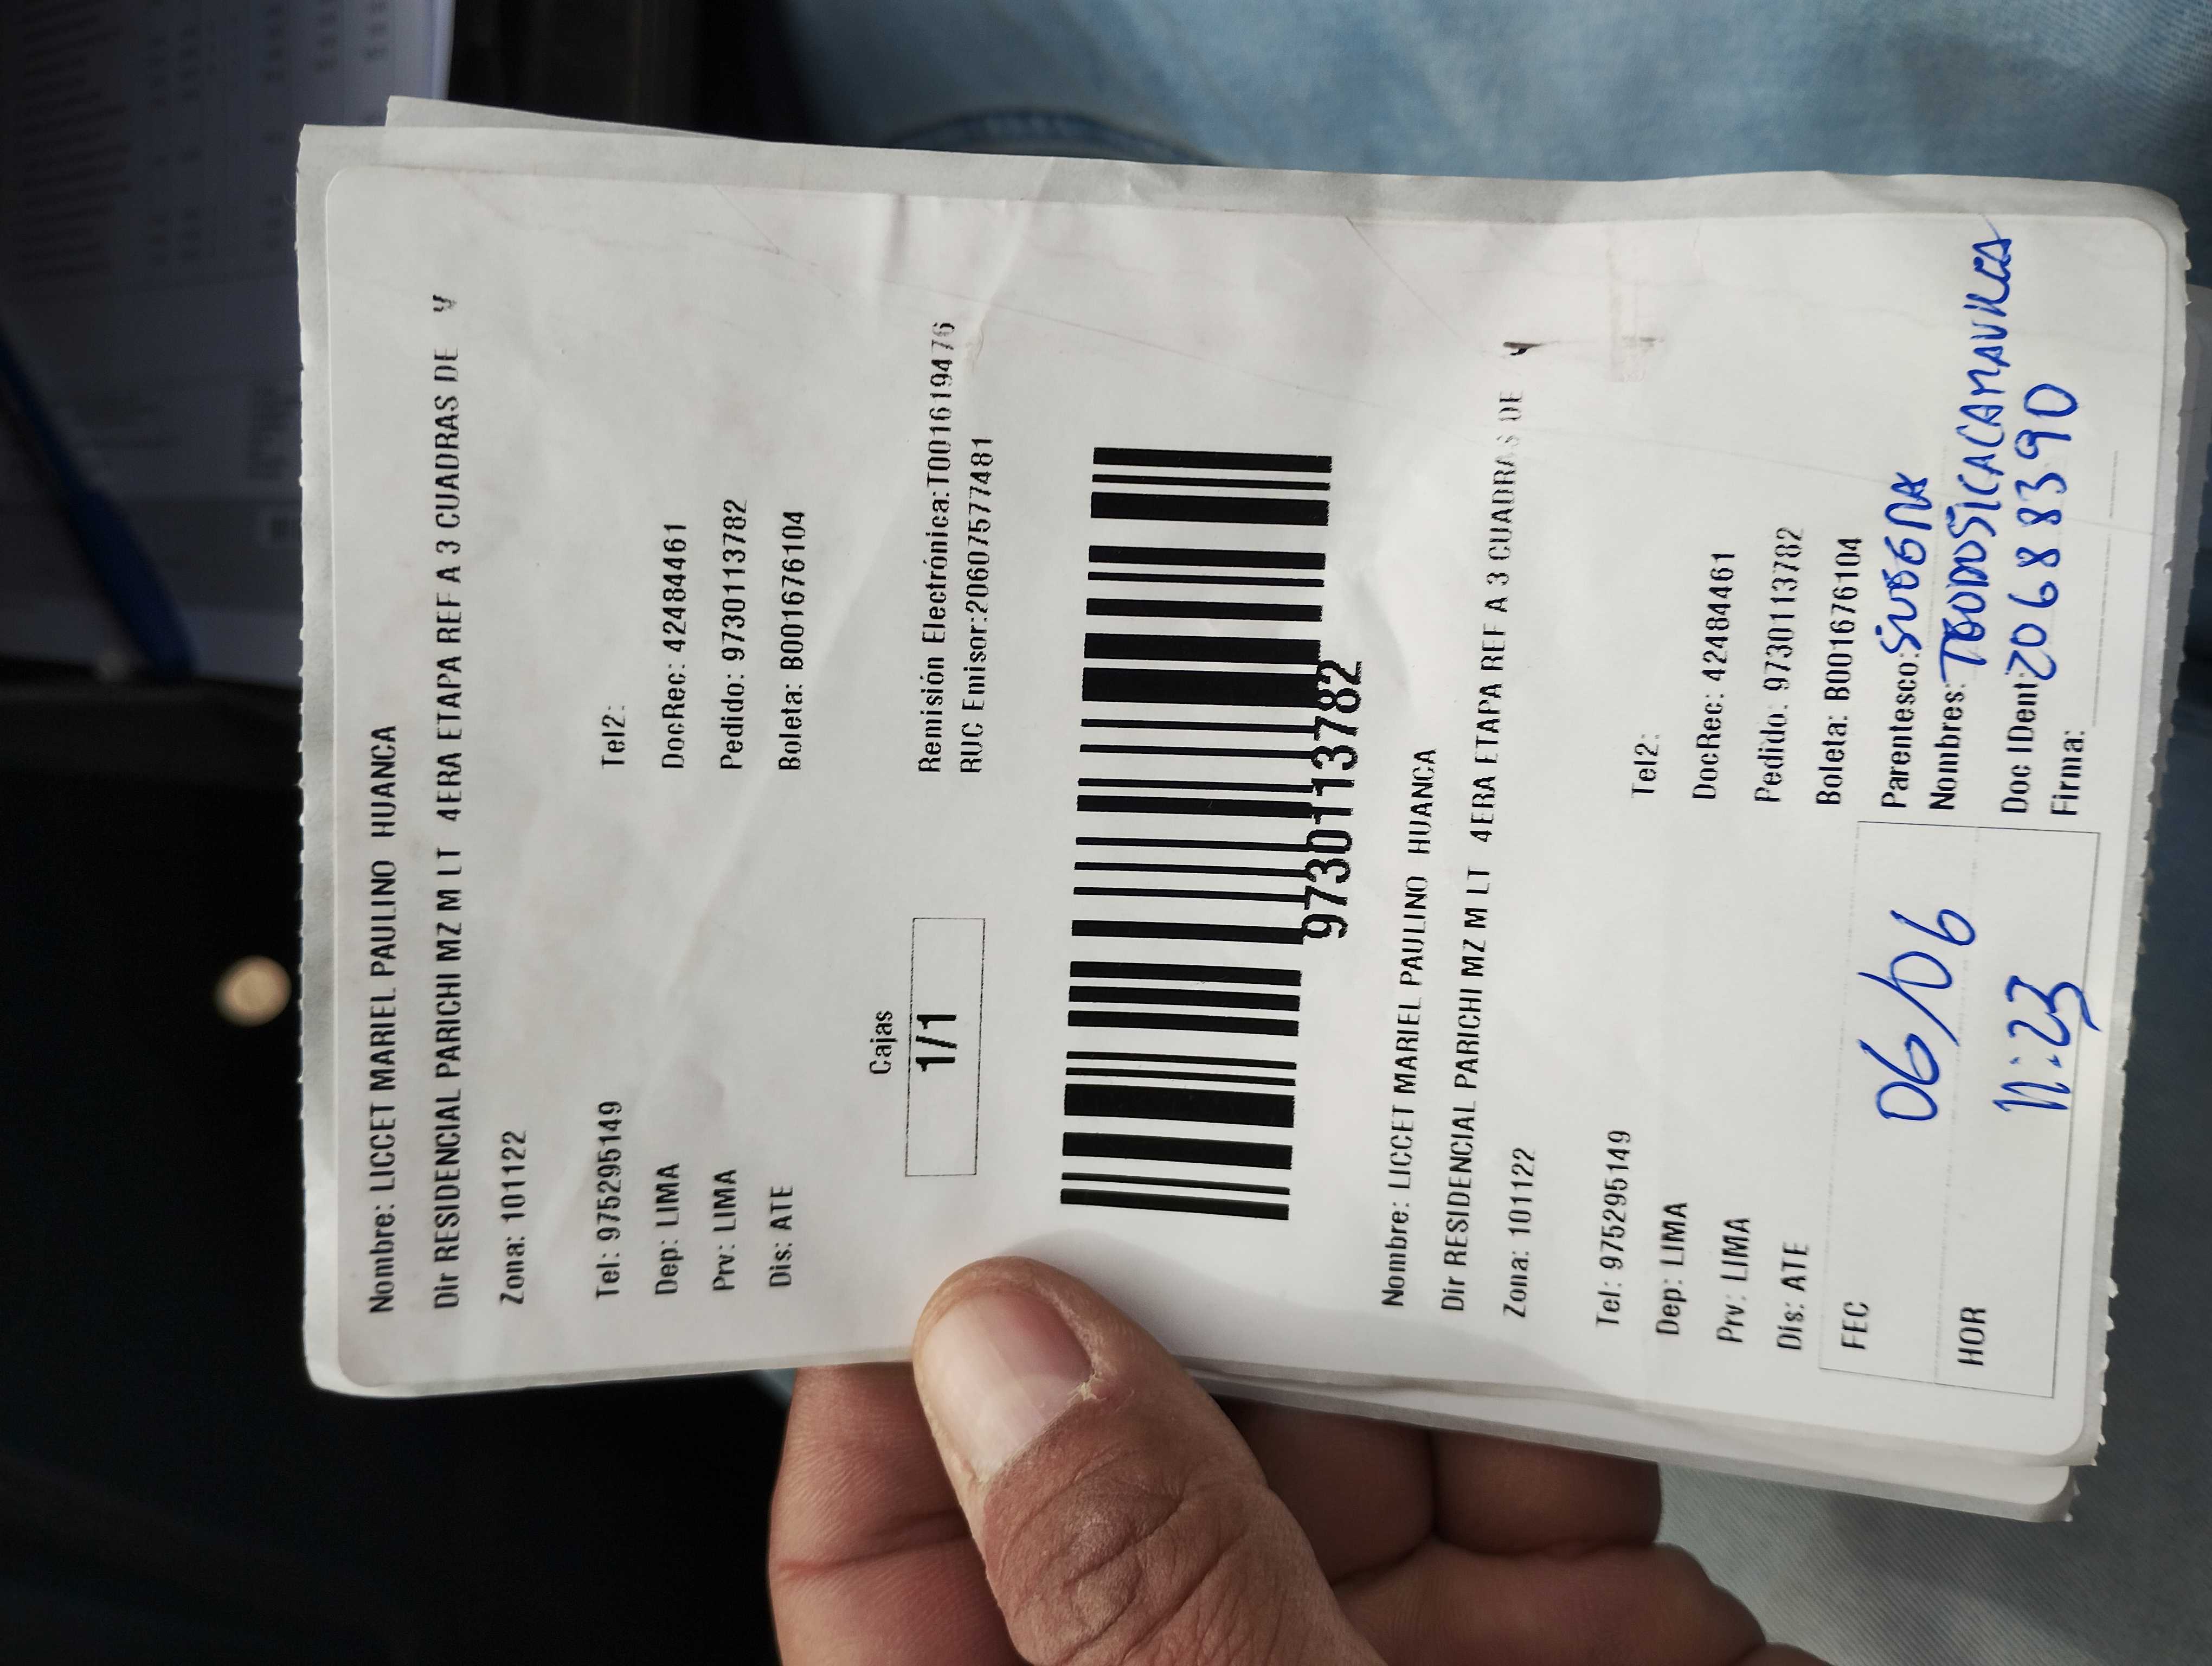 Nombre: LICCET MARIEL PAULINO HUANCA
Dir RESIDENCIAL PARICHI MZ M LT 4ERA ETAPA REF A 3 CUADRAS DE
Zona: 101122
Tel: 975295149 Tel2:
Dep: LIMA DocRec: 42484461
Prv: LIMA Pedido: 9730113782
Dis: ATE Boleta: B001676104
Cajas
1/1
Remisión Electrónica:T001619476
RUC Emisor:20607577481
9730113782
Nombre: LICCET MARIEL PAULINO HUANCA
Dir RESIDENCIAL PARICHI MZ M LT 4ERA ETAPA REF A 3 CUADRAS DE
Zona: 101122
Tel: 975295149 Tel2:
Dep: LIMA DocRec: 42484461
Prv: LIMA Pedido: 9730113782
Dis: ATE Boleta: B001676104
FEC 06/06
HOR 11:23
Parentesco: SUEGRA
Nombres:
Doc IDent: 20688390
Firma: